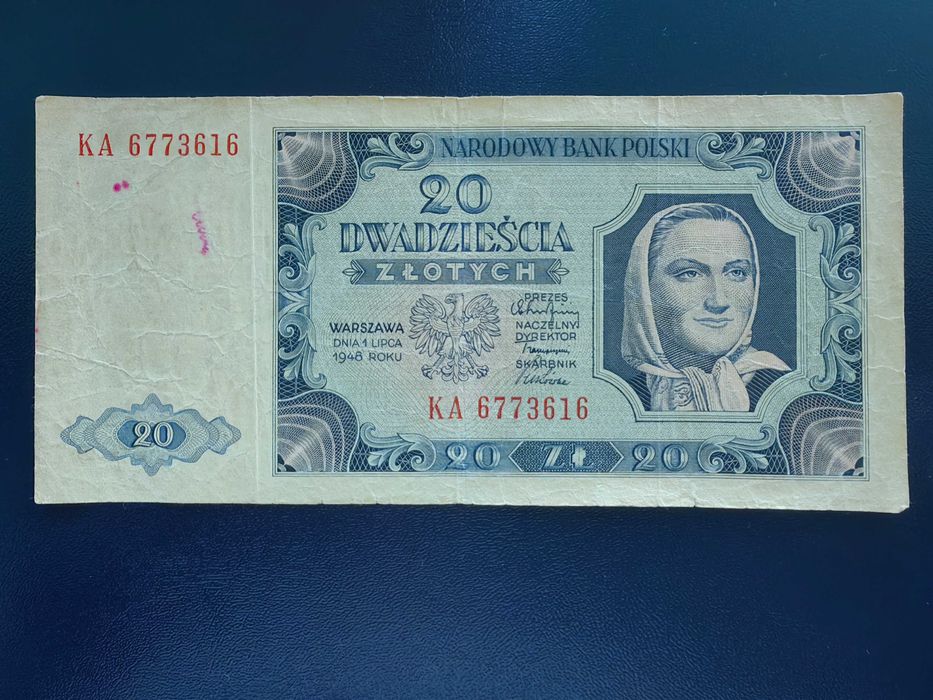 KA 6773616
NARODOWY BANK POLSKI
20
DWADZIEŚCIA
ZŁOTYCH
WARSZAWA
DNIA 1 LIPCA
1948 ROKU
PREZES
NACZELNY
DYREKTOR
SKARBNIK
KA 6773616
20
20 ZŁ 20